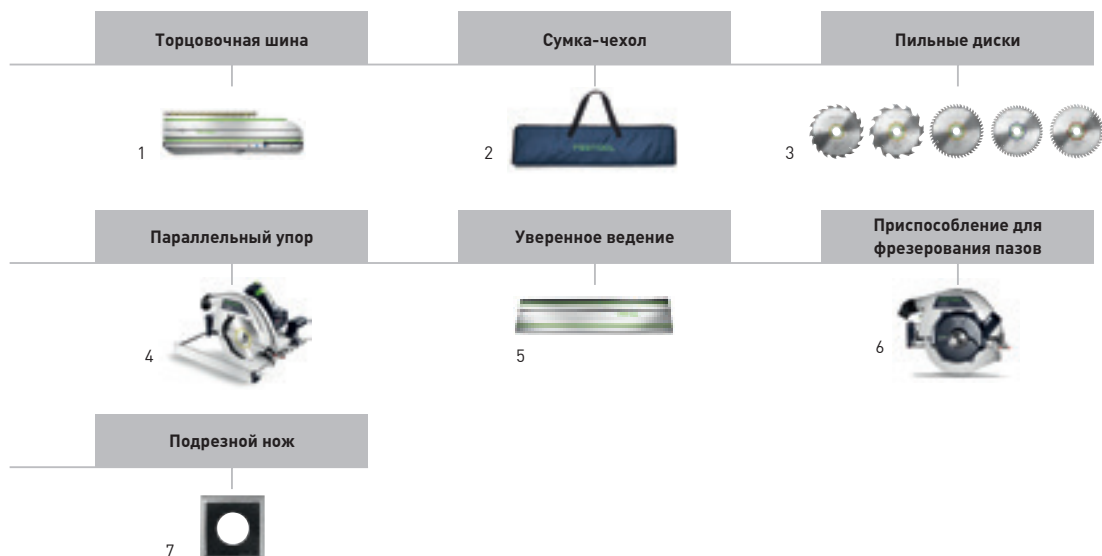 Торцовочная шина
Сумка-чехол
Пильные диски
1
2
FESTOOL
3
Параллельный упор
Уверенное ведение
Приспособление для
фрезерования пазов
4
5
6
Подрезной нож
7